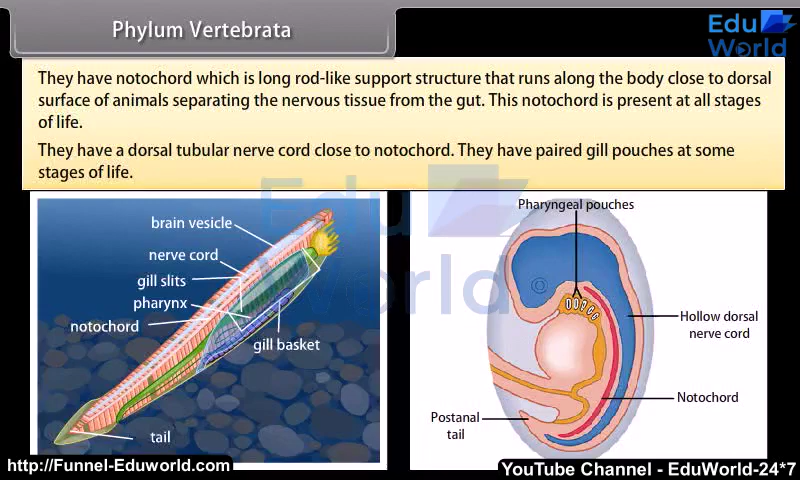 Phylum Vertebrata
Edu
World
They have notochord which is long rod-like support structure that runs along the body close to dorsal
surface of animals separating the nervous tissue from the gut. This notochord is present at all stages
of life.
They have a dorsal tubular nerve cord close to notochord. They have paired gill pouches at some
stages of life.
Edu
World
brain vesicle
nerve cord
gill slits
pharynx
notochord
gill basket
tail
Pharyngeal pouches
Hollow dorsal
nerve cord
Notochord
Postanal
tail
http://Funnel-Eduworld.com
YouTube Channel - EduWorld-24*7